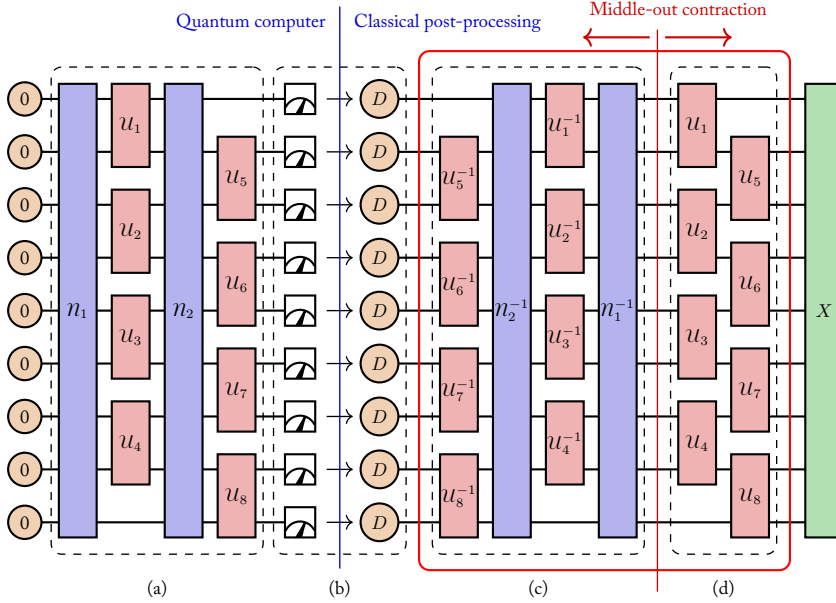 Middle-out contraction
Quantum computer Classical post-processing
0 D
u₁ u₁⁻¹ u₁
0 D
u₅ u₅⁻¹ u₅
0 D
u₂ u₂⁻¹ u₂
0 D
u₆ u₆⁻¹ u₆
0 n₁ n₂ D n₂⁻¹ n₁⁻¹ X
u₃ u₃⁻¹ u₃
0 D
u₇ u₇⁻¹ u₇
0 D
u₄ u₄⁻¹ u₄
0 D
u₈ u₈⁻¹ u₈
0 D
(a) (b) (c) (d)